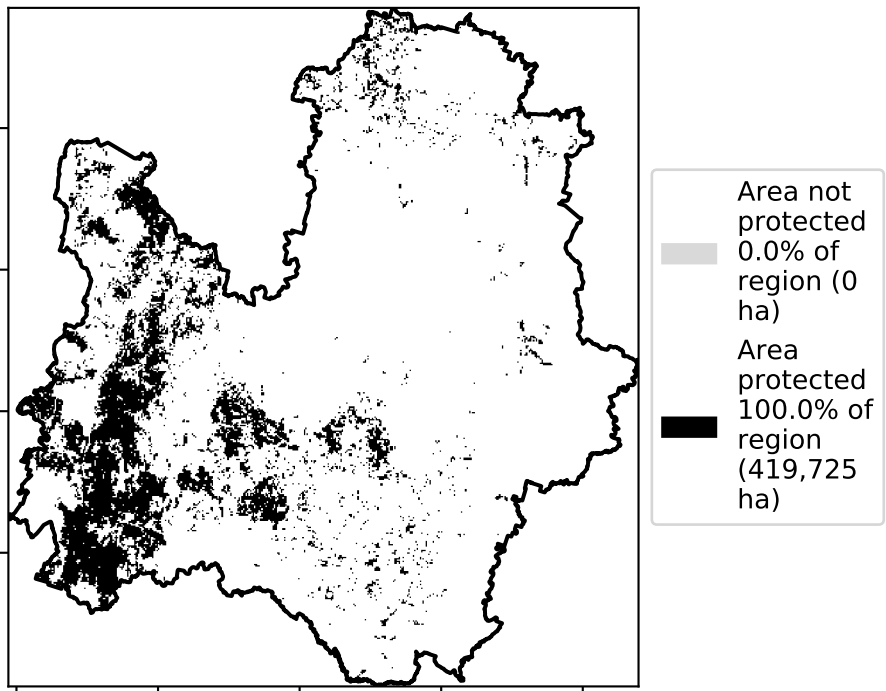 Area not
protected
0.0% of
region (0
ha)
Area
protected
100.0% of
region
(419,725
ha)